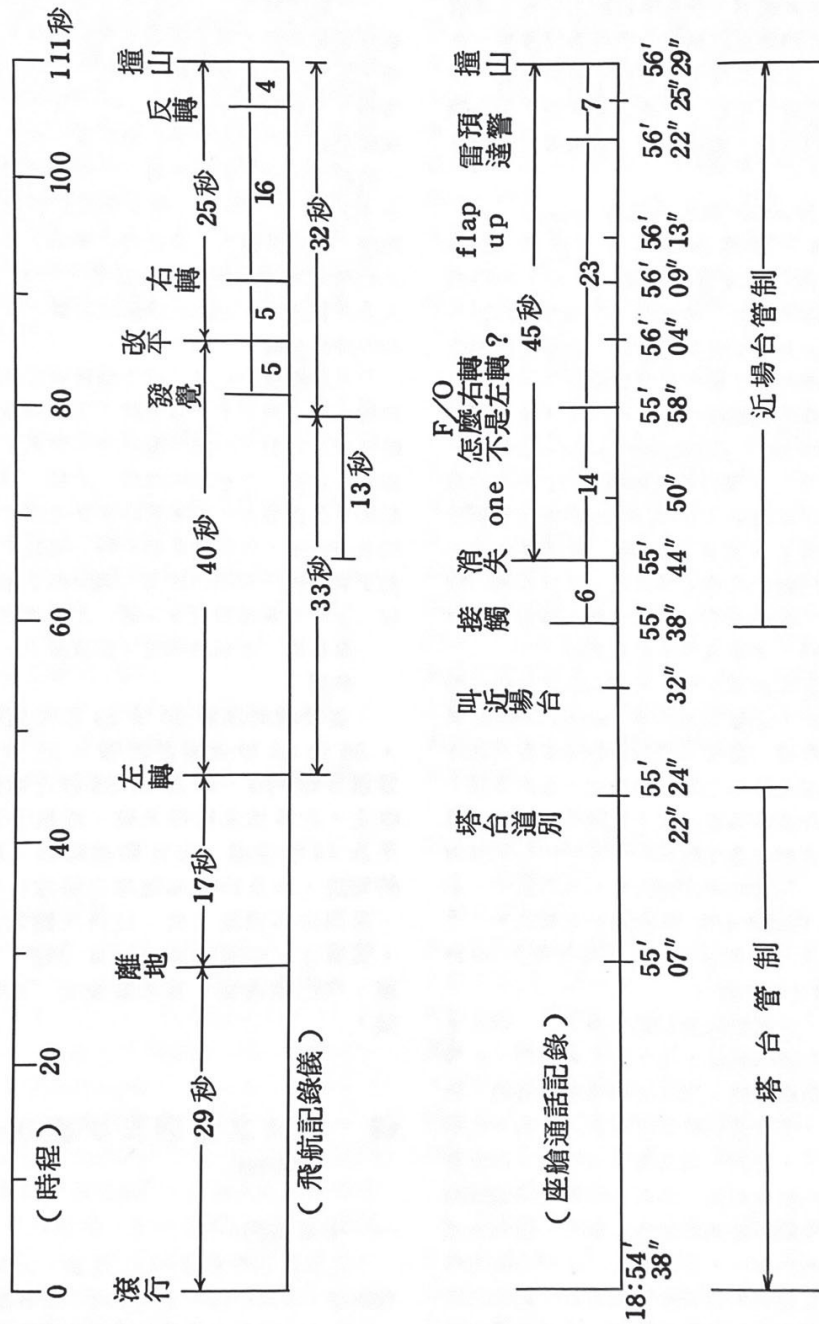 0
20
40
60
80
100
111秒
(時程)
滾行
離地
左轉
發覺
改平
右轉
反轉
撞山
29秒
17秒
40秒
25秒
5
5
16
4
33秒
32秒
13秒
(飛航記錄儀)
(座艙通話記錄)
塔台道別
叫近場台
接觸
消失
one
F/O
怎麼右轉
不是左轉?
flap up
雷達預警
撞山
45秒
6
14
23
7
18:54′ 38″
55′ 07″
55′ 22″ 24″
32″
55′ 38″
55′ 44″
50″
55′ 58″
56′ 04″
56′ 09″
56′ 13″
56′ 22″
56′ 25″ 29″
塔台管制
近場台管制